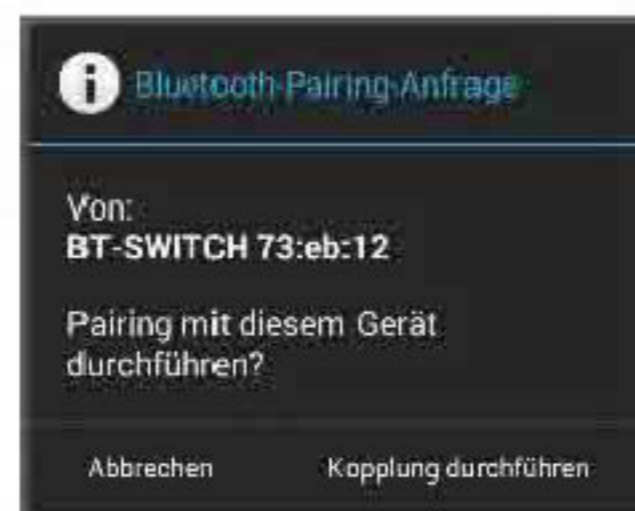 Bluetooth-Pairing-Anfrage
Von:
BT-SWITCH 73:eb:12
Pairing mit diesem Gerät
durchführen?
Abbrechen Kopplung durchführen